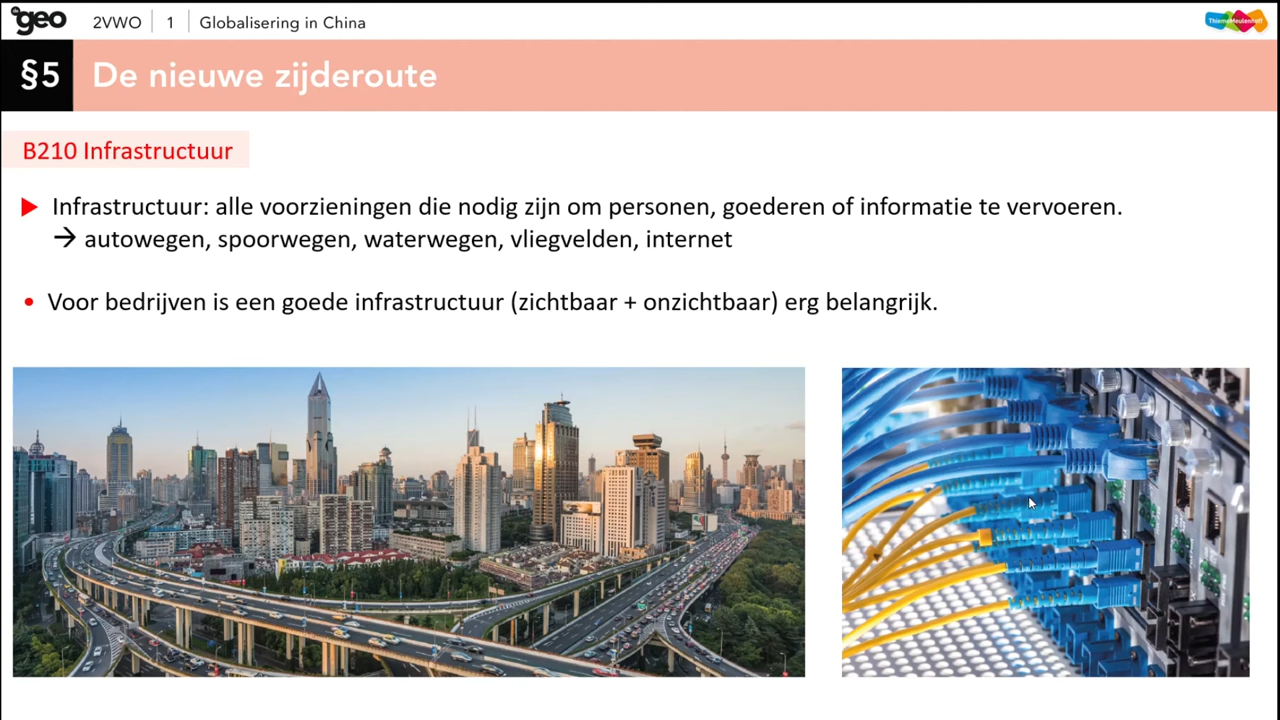 de geo 2VWO 1 Globalisering in China
ThiemeMeulenhoff
§5 De nieuwe zijderoute
B210 Infrastructuur
Infrastructuur: alle voorzieningen die nodig zijn om personen, goederen of informatie te vervoeren.
→ autowegen, spoorwegen, waterwegen, vliegvelden, internet
• Voor bedrijven is een goede infrastructuur (zichtbaar + onzichtbaar) erg belangrijk.